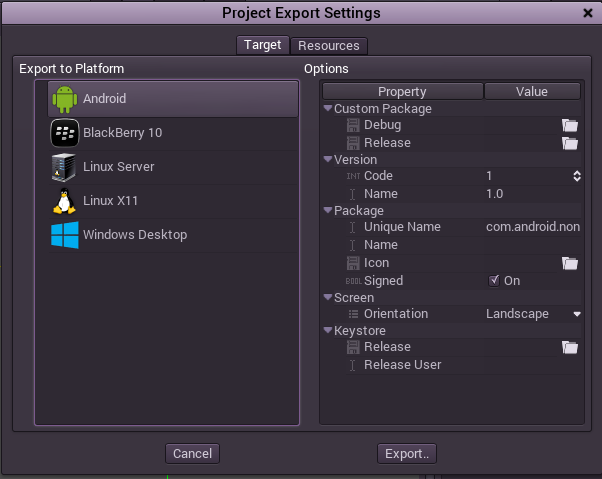 Project Export Settings
Target
Resources
Export to Platform
Android
BlackBerry 10
Linux Server
Linux X11
Windows Desktop
Options
Property Value
Custom Package
Debug
Release
Version
INT Code 1
Name 1.0
Package
Unique Name com.android.non
Name
Icon
BOOL Signed On
Screen
Orientation Landscape
Keystore
Release
Release User
Cancel
Export..